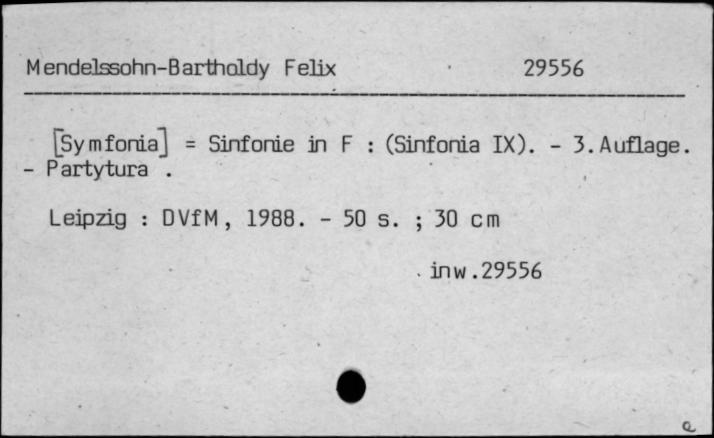 Mendelssohn-Bartholdy Felix 29556
[Symfonia] = Sinfonie in F : (Sinfonia IX). - 3.Auflage.
- Partytura .
Leipzig : DVfM, 1988. - 50 s. ; 30 cm
inw.29556
e